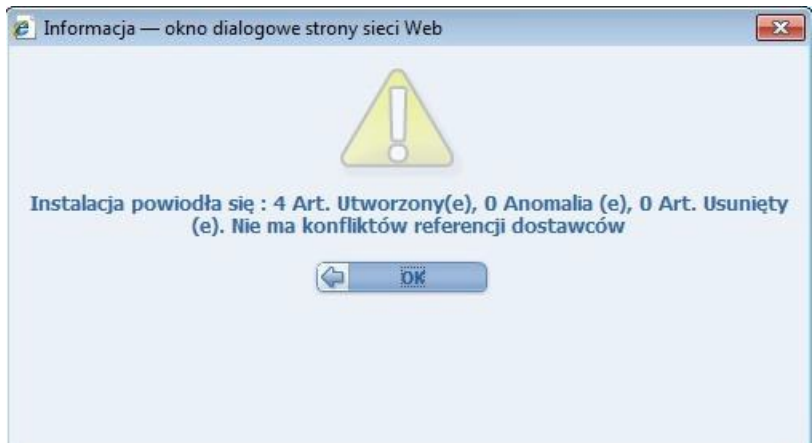 Informacja — okno dialogowe strony sieci Web
Instalacja powiodła się : 4 Art. Utworzony(e), 0 Anomalia (e), 0 Art. Usunięty
(e). Nie ma konfliktów referencji dostawców
OK